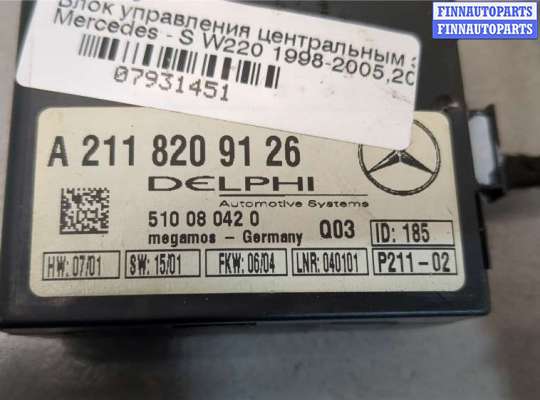 FINNAUTOPARTS
FINNAUTOPARTS
FINNAUTOPARTS
Блок управления центральным
Mercedes - S W220 1998-2005,20
07931451
A 211 820 91 26
DELPHI
Automotive Systems
510 08 042 0
megamos - Germany
Q03
ID: 185
HW: 07/01
SW: 15/01
FKW: 06/04
LNR: 040101
P211-02